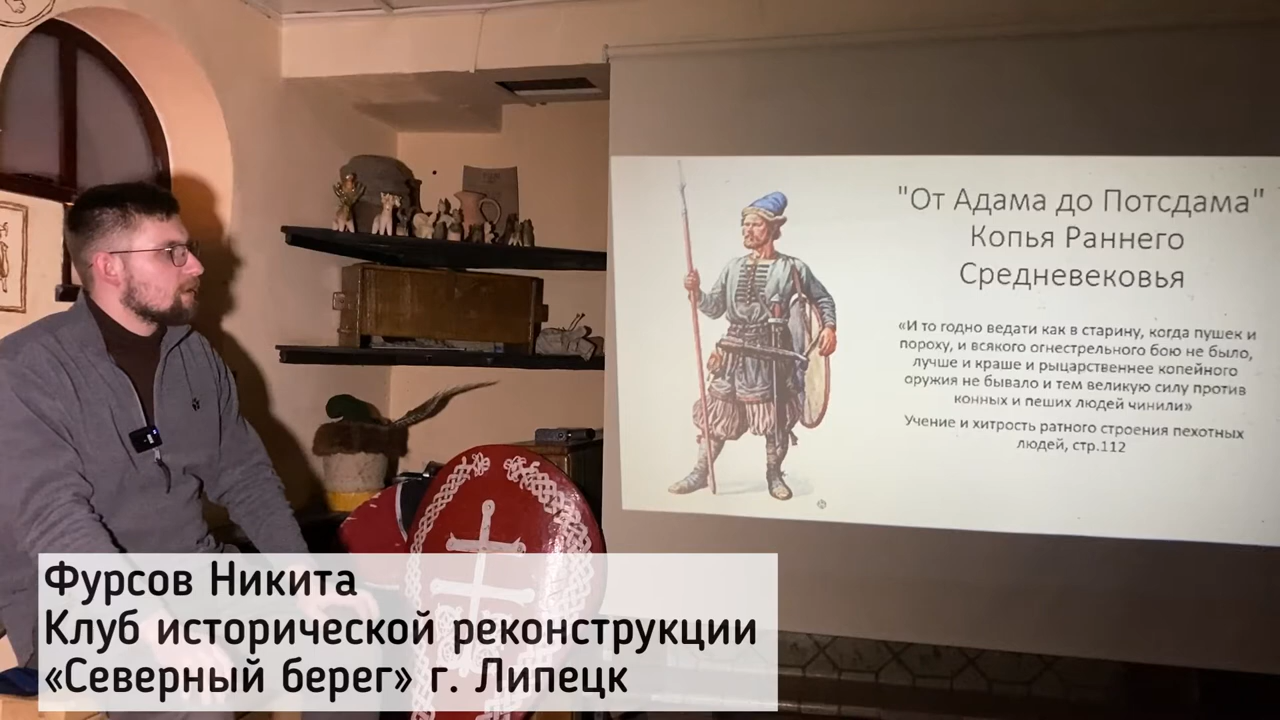 "От Адама до Потсдама"
Копья Раннего
Средневековья
«И то годно ведати как в старину, когда пушек и
пороху, и всякого огнестрельного бою не было,
лучше и краше и рыцарственнее копейного
оружия не бывало и тем великую силу против
конных и пеших людей чинили»
Учение и хитрость ратного строения пехотных
людей, стр.112
Фурсов Никита
Клуб исторической реконструкции
«Северный берег» г. Липецк